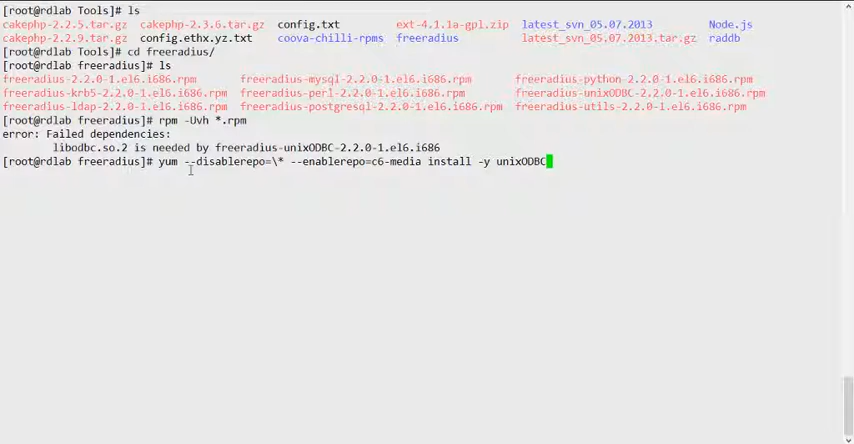 [root@rdlab Tools]# ls
cakephp-2.2.5.tar.gz cakephp-2.3.6.tar.gz config.txt ext-4.1.1a-gpl.zip latest_svn_05.07.2013 Node.js
cakephp-2.2.9.tar.gz config.ethx.yz.txt coova-chilli-rpms freeradius latest_svn_05.07.2013.tar.gz raddb
[root@rdlab Tools]# cd freeradius/
[root@rdlab freeradius]# ls
freeradius-2.2.0-1.el6.i686.rpm freeradius-mysql-2.2.0-1.el6.i686.rpm freeradius-python-2.2.0-1.el6.i686.rpm
freeradius-krb5-2.2.0-1.el6.i686.rpm freeradius-perl-2.2.0-1.el6.i686.rpm freeradius-unixODBC-2.2.0-1.el6.i686.rpm
freeradius-ldap-2.2.0-1.el6.i686.rpm freeradius-postgresql-2.2.0-1.el6.i686.rpm freeradius-utils-2.2.0-1.el6.i686.rpm
[root@rdlab freeradius]# rpm -Uvh *.rpm
error: Failed dependencies:
libodbc.so.2 is needed by freeradius-unixODBC-2.2.0-1.el6.i686
[root@rdlab freeradius]# yum --disablerepo=\* --enablerepo=c6-media install -y unixODBC